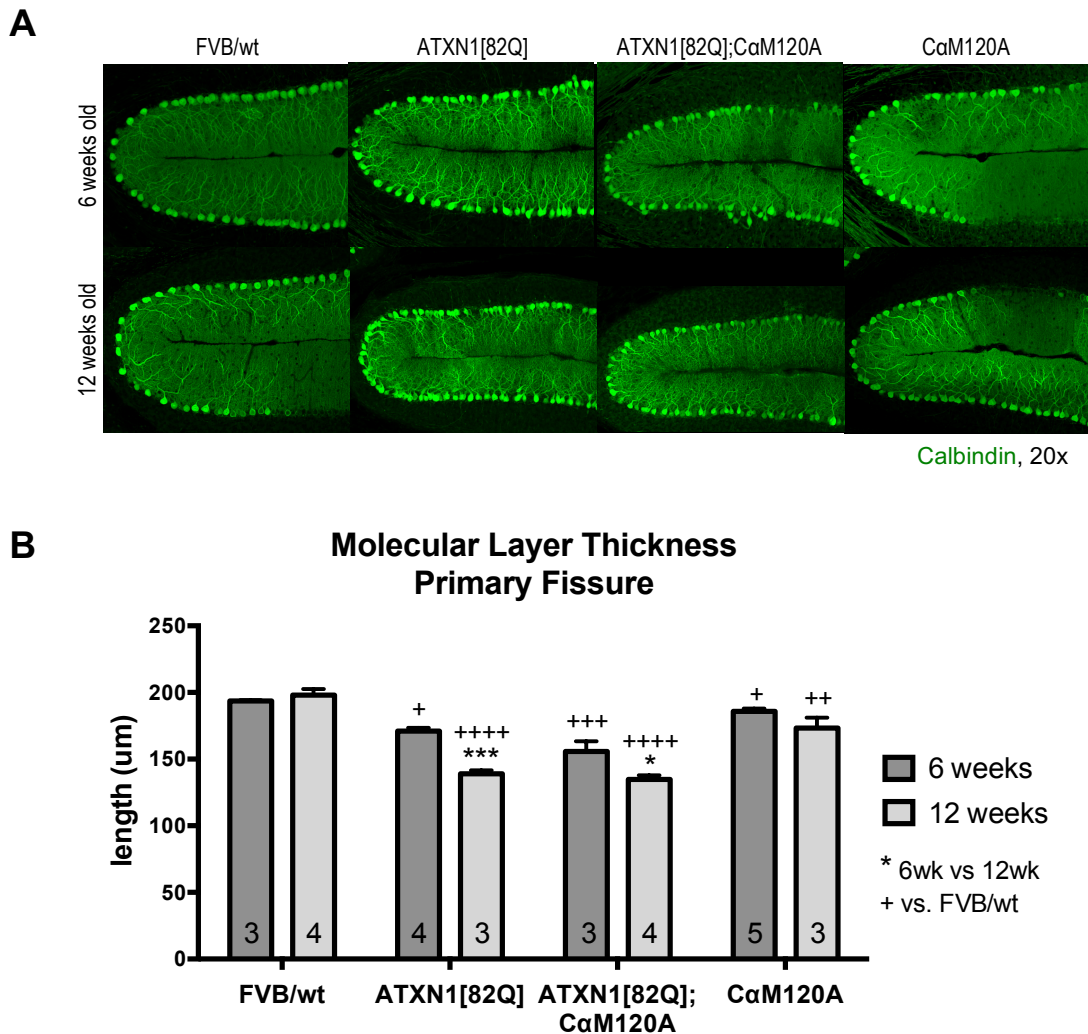 A
FVB/wt
ATXN1[82Q]
ATXN1[82Q];CαM120A
CαM120A
6 weeks old
12 weeks old
Calbindin, 20x
B
Molecular Layer Thickness
Primary Fissure
length (um)
250
200
150
100
50
0
+
++++
***
+++
++++
*
+
++
3
4
4
3
3
4
5
3
FVB/wt
ATXN1[82Q]
ATXN1[82Q];
CαM120A
CαM120A
6 weeks
12 weeks
* 6wk vs 12wk
+ vs. FVB/wt